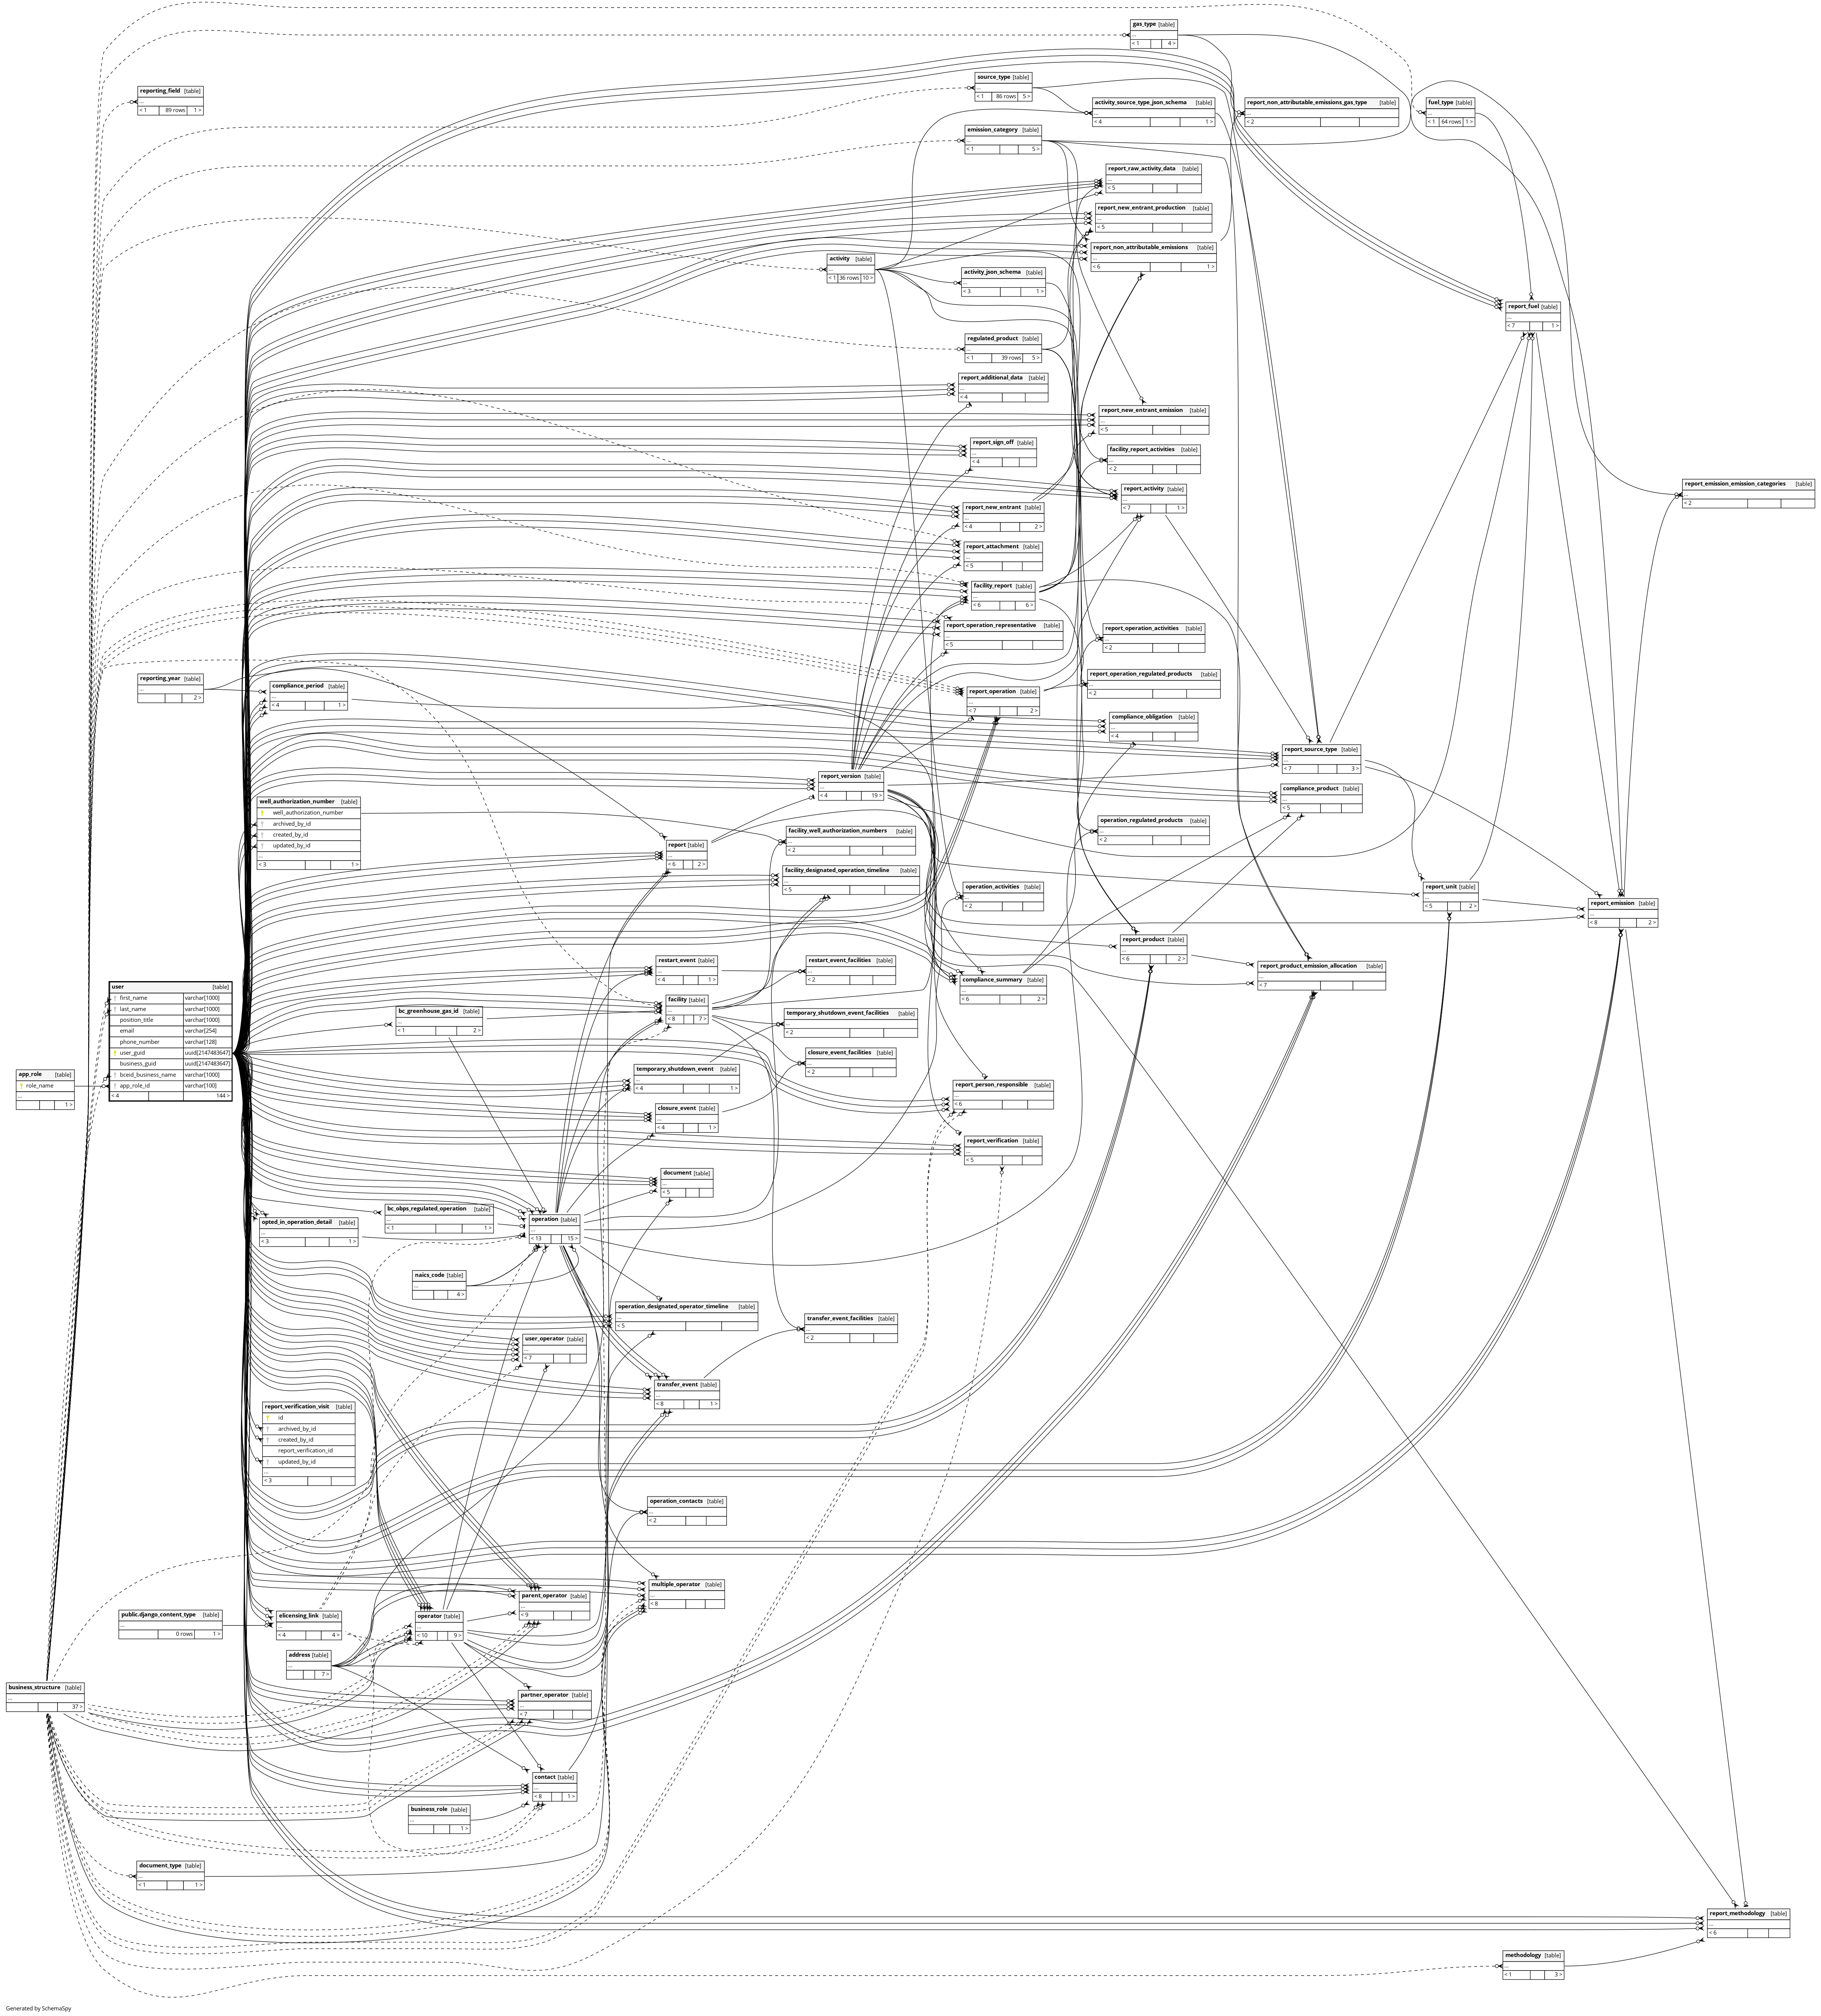 gas_type [table]
...
< 1 4 >
source_type [table]
...
< 1 86 rows 5 >
reporting_field [table]
...
< 1 89 rows 1 >
activity_source_type_json_schema [table]
...
< 4 1 >
report_non_attributable_emissions_gas_type [table]
...
< 2
fuel_type [table]
...
< 1 64 rows 1 >
emission_category [table]
...
< 1 5 >
report_raw_activity_data [table]
...
< 5
report_new_entrant_production [table]
...
< 5
report_non_attributable_emissions [table]
...
< 6 1 >
activity [table]
...
< 1 36 rows 10 >
activity_json_schema [table]
...
< 3 1 >
report_fuel [table]
...
< 7 1 >
regulated_product [table]
...
< 1 39 rows 5 >
report_additional_data [table]
...
< 4
report_new_entrant_emission [table]
...
< 5
report_sign_off [table]
...
< 4
facility_report_activities [table]
...
< 2
report_emission_emission_categories [table]
...
< 2
report_activity [table]
...
< 7 1 >
report_new_entrant [table]
...
< 4 2 >
report_attachment [table]
...
< 5
facility_report [table]
...
< 6 6 >
report_operation_representative [table]
...
< 5
report_operation_activities [table]
...
< 2
reporting_year [table]
...
2 >
compliance_period [table]
...
< 4 1 >
report_operation_regulated_products [table]
...
< 2
report_operation [table]
...
< 7 2 >
compliance_obligation [table]
...
< 4
report_source_type [table]
...
< 7 3 >
report_version [table]
...
< 4 19 >
compliance_product [table]
...
< 5
well_authorization_number [table]
well_authorization_number
archived_by_id
created_by_id
updated_by_id
...
< 3 1 >
operation_regulated_products [table]
...
< 2
facility_well_authorization_numbers [table]
...
< 2
report [table]
...
< 6 2 >
facility_designated_operation_timeline [table]
...
< 5
operation_activities [table]
...
< 2
report_unit [table]
...
< 5 2 >
report_emission [table]
...
< 8 2 >
report_product [table]
...
< 6 2 >
restart_event [table]
...
< 4 1 >
restart_event_facilities [table]
...
< 2
report_product_emission_allocation [table]
...
< 7
compliance_summary [table]
...
< 6 2 >
user [table]
first_name varchar[1000]
last_name varchar[1000]
position_title varchar[1000]
email varchar[254]
phone_number varchar[128]
user_guid uuid[2147483647]
business_guid uuid[2147483647]
bceid_business_name varchar[1000]
app_role_id varchar[100]
< 4 144 >
facility [table]
...
< 8 7 >
bc_greenhouse_gas_id [table]
...
< 1 2 >
temporary_shutdown_event_facilities [table]
...
< 2
closure_event_facilities [table]
...
< 2
app_role [table]
role_name
...
1 >
temporary_shutdown_event [table]
...
< 4 1 >
report_person_responsible [table]
...
< 6
closure_event [table]
...
< 4 1 >
report_verification [table]
...
< 5
document [table]
...
< 5
bc_obps_regulated_operation [table]
...
< 1 1 >
opted_in_operation_detail [table]
...
< 3 1 >
operation [table]
...
< 13 15 >
naics_code [table]
...
4 >
operation_designated_operator_timeline [table]
...
< 5
transfer_event_facilities [table]
...
< 2
user_operator [table]
...
< 7
transfer_event [table]
...
< 8 1 >
report_verification_visit [table]
id
archived_by_id
created_by_id
report_verification_id
updated_by_id
...
< 3
operation_contacts [table]
...
< 2
multiple_operator [table]
...
< 8
parent_operator [table]
...
< 9
public.django_content_type [table]
...
0 rows 1 >
elicensing_link [table]
...
< 4 4 >
operator [table]
...
< 10 9 >
address [table]
...
7 >
business_structure [table]
...
37 >
partner_operator [table]
...
< 7
contact [table]
...
< 8 1 >
business_role [table]
...
1 >
document_type [table]
...
< 1 1 >
report_methodology [table]
...
< 6
methodology [table]
...
< 1 3 >
Generated by SchemaSpy